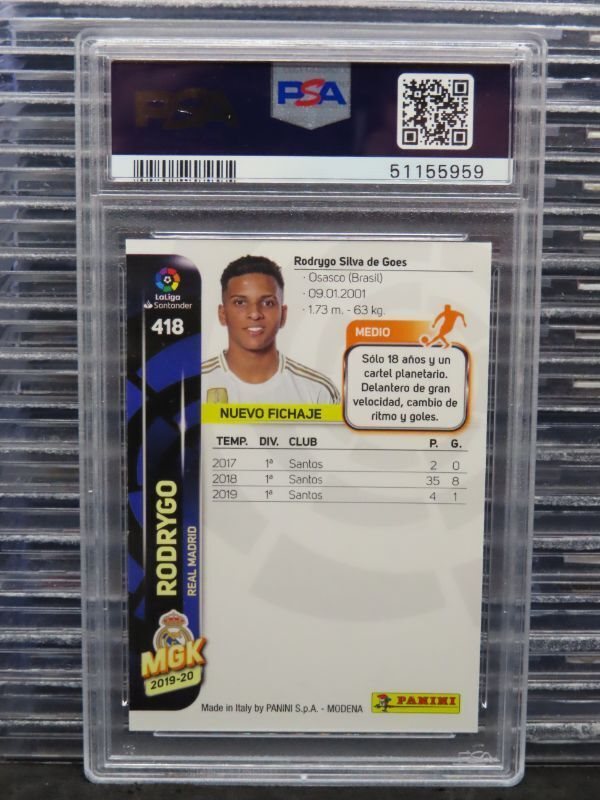 PSA
PSA
51155959
LaLiga
Santander
418
Rodrygo Silva de Goes
· Osasco (Brasil)
· 09.01.2001
· 1.73 m. - 63 kg.
MEDIO
Sólo 18 años y un
cartel planetario.
Delantero de gran
velocidad, cambio de
ritmo y goles.
NUEVO FICHAJE
TEMP. DIV. CLUB P. G.
2017 1ª Santos 2 0
2018 1ª Santos 35 8
2019 1ª Santos 4 1
RODRYGO
REAL MADRID
MGK
2019-20
Made in Italy by PANINI S.p.A. - MODENA
PANINI